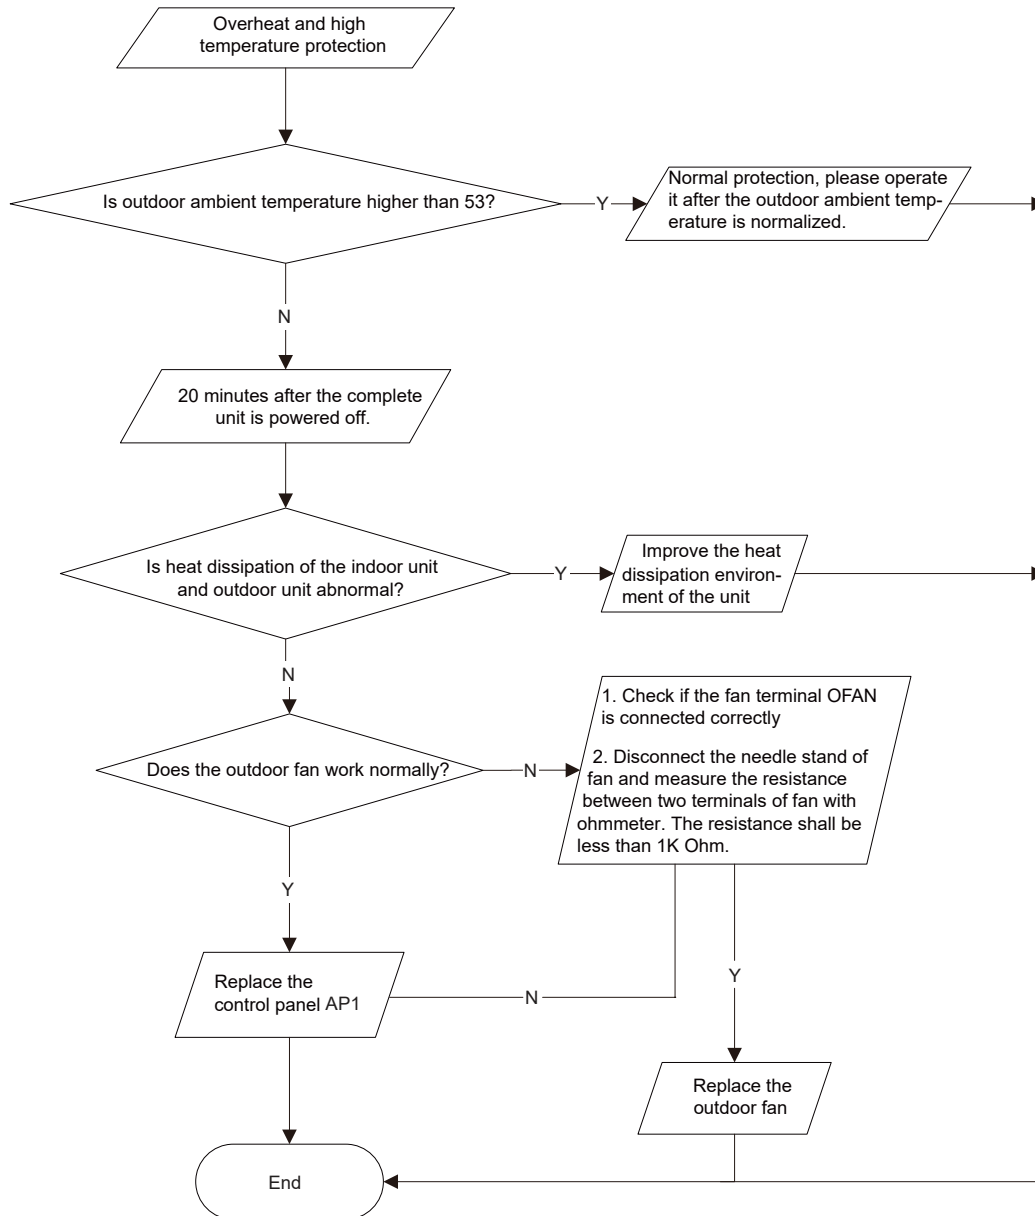 Overheat and high
temperature protection
Is outdoor ambient temperature higher than 53?
Y
Normal protection, please operate
it after the outdoor ambient temp-
erature is normalized.
N
20 minutes after the complete
unit is powered off.
Is heat dissipation of the indoor unit
and outdoor unit abnormal?
Y
Improve the heat
dissipation environ-
ment of the unit
N
1. Check if the fan terminal OFAN
is connected correctly
2. Disconnect the needle stand of
fan and measure the resistance
between two terminals of fan with
ohmmeter. The resistance shall be
less than 1K Ohm.
Does the outdoor fan work normally?
N
Y
Replace the
control panel AP1
N
Y
Replace the
outdoor fan
End